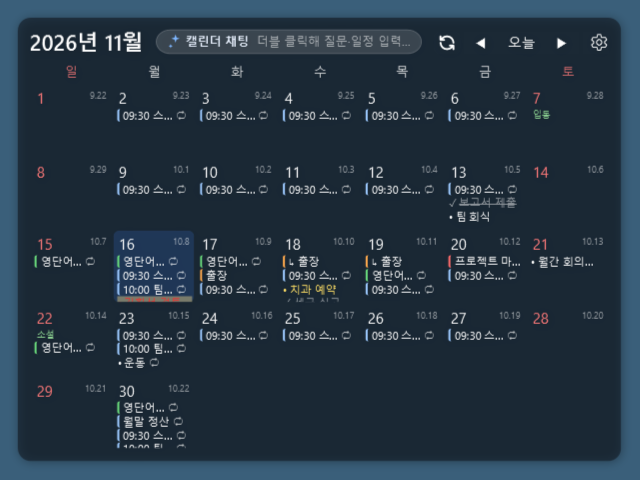 2026년 11월 캘린더 채팅 더블 클릭해 질문·일정 입력... 오늘
일 월 화 수 목 금 토
1 9.22 2 9.23 3 9.24 4 9.25 5 9.26 6 9.27 7 9.28
09:30 스... 09:30 스... 09:30 스... 09:30 스... 09:30 스... 입동
8 9.29 9 10.1 10 10.2 11 10.3 12 10.4 13 10.5 14 10.6
09:30 스... 09:30 스... 09:30 스... 09:30 스... 09:30 스...
✓ 보고서 제출
• 팀 회식
15 10.7 16 10.8 17 10.9 18 10.10 19 10.11 20 10.12 21 10.13
영단어... 영단어... 영단어... ↳ 출장 ↳ 출장 프로젝트 마... • 월간 회의...
09:30 스... 출장 09:30 스... 영단어... 09:30 스...
10:00 팀... 09:30 스... • 치과 예약 09:30 스...
22 10.14 23 10.15 24 10.16 25 10.17 26 10.18 27 10.19 28 10.20
소설 09:30 스... 09:30 스... 09:30 스... 09:30 스... 09:30 스...
영단어... 10:00 팀...
• 운동
29 10.21 30 10.22
영단어...
월말 정산
09:30 스...
10:00 팀...